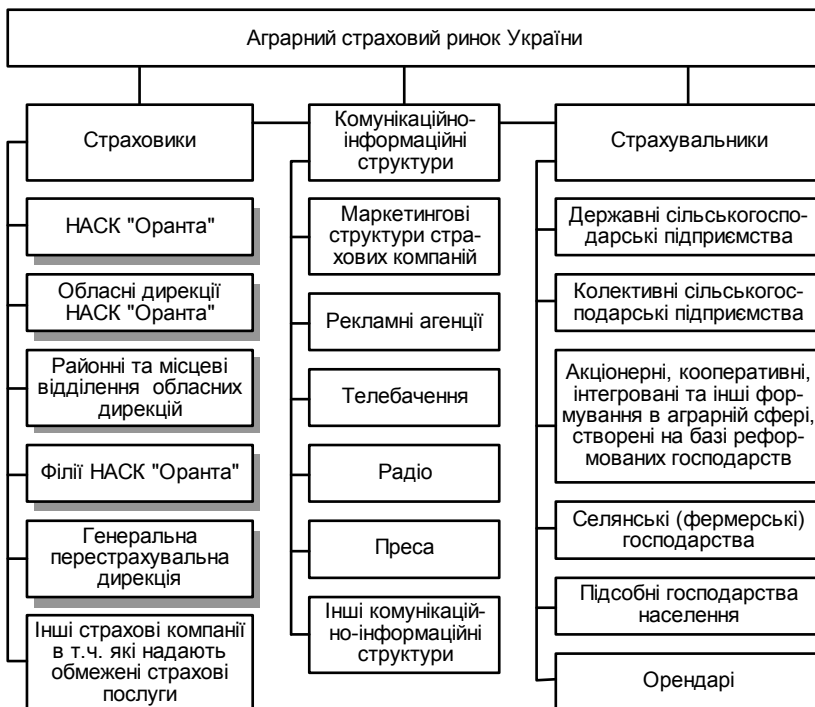 Аграрний страховий ринок України
Страховики
НАСК "Оранта"
Обласні дирекції
НАСК "Оранта"
Районні та місцеві
відділення обласних
дирекцій
Філії НАСК "Оранта"
Генеральна
перестрахувальна
дирекція
Інші страхові компанії
в т.ч. які надають
обмежені страхові
послуги
Комунікаційно-
інформаційні
структури
Маркетингові
структури стра-
хових компаній
Рекламні агенції
Телебачення
Радіо
Преса
Інші комунікацій-
но-інформаційні
структури
Страхувальники
Державні сільськогоспо-
дарські підприємства
Колективні сільськогос-
подарські підприємства
Акціонерні, кооперативні,
інтегровані та інші фор-
мування в аграрній сфері,
створені на базі рефор-
мованих господарств
Селянські (фермерські)
господарства
Підсобні господарства
населення
Орендарі